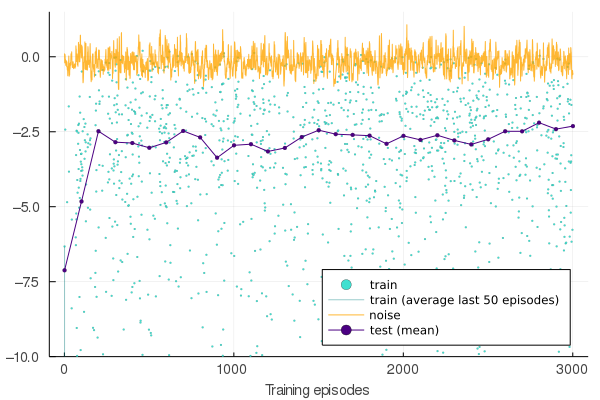 0.0
−2.5
−5.0
−7.5
−10.0
train
train (average last 50 episodes)
noise
test (mean)
0
1000
2000
3000
Training episodes